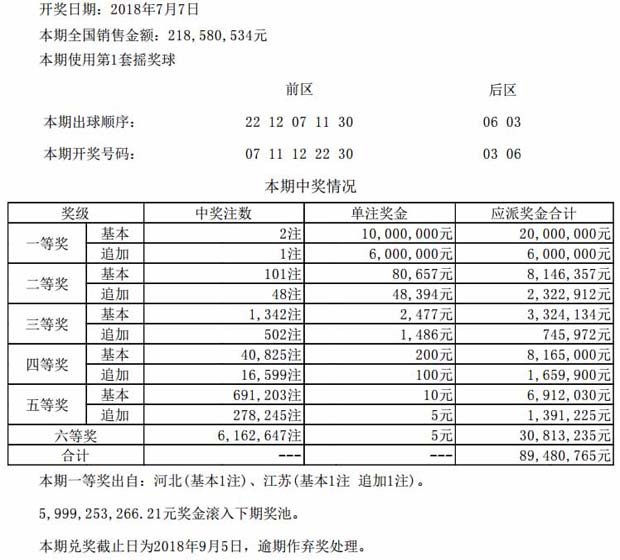 开奖日期：2018年7月7日
本期全国销售金额：218,580,534元
本期使用第1套摇奖球
前区 后区
本期出球顺序： 22 12 07 11 30 06 03
本期开奖号码： 07 11 12 22 30 03 06
本期中奖情况
奖级 中奖注数 单注奖金 应派奖金合计
一等奖 基本 2注 10,000,000元 20,000,000元
追加 1注 6,000,000元 6,000,000元
二等奖 基本 101注 80,657元 8,146,357元
追加 48注 48,394元 2,322,912元
三等奖 基本 1,342注 2,477元 3,324,134元
追加 502注 1,486元 745,972元
四等奖 基本 40,825注 200元 8,165,000元
追加 16,599注 100元 1,659,900元
五等奖 基本 691,203注 10元 6,912,030元
追加 278,245注 5元 1,391,225元
六等奖 6,162,647注 5元 30,813,235元
合计 --- --- 89,480,765元
本期一等奖出自：河北(基本1注)、江苏(基本1注 追加1注)。
5,999,253,266.21元奖金滚入下期奖池。
本期兑奖截止日为2018年9月5日，逾期作弃奖处理。